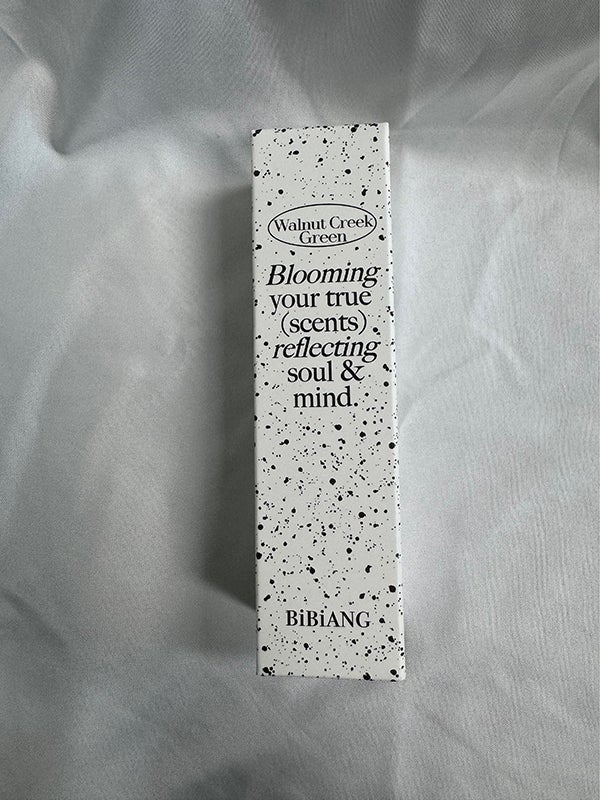 Walnut Creek
Green
Blooming
your true
(scents)
reflecting
soul &
mind.
BiBiANG